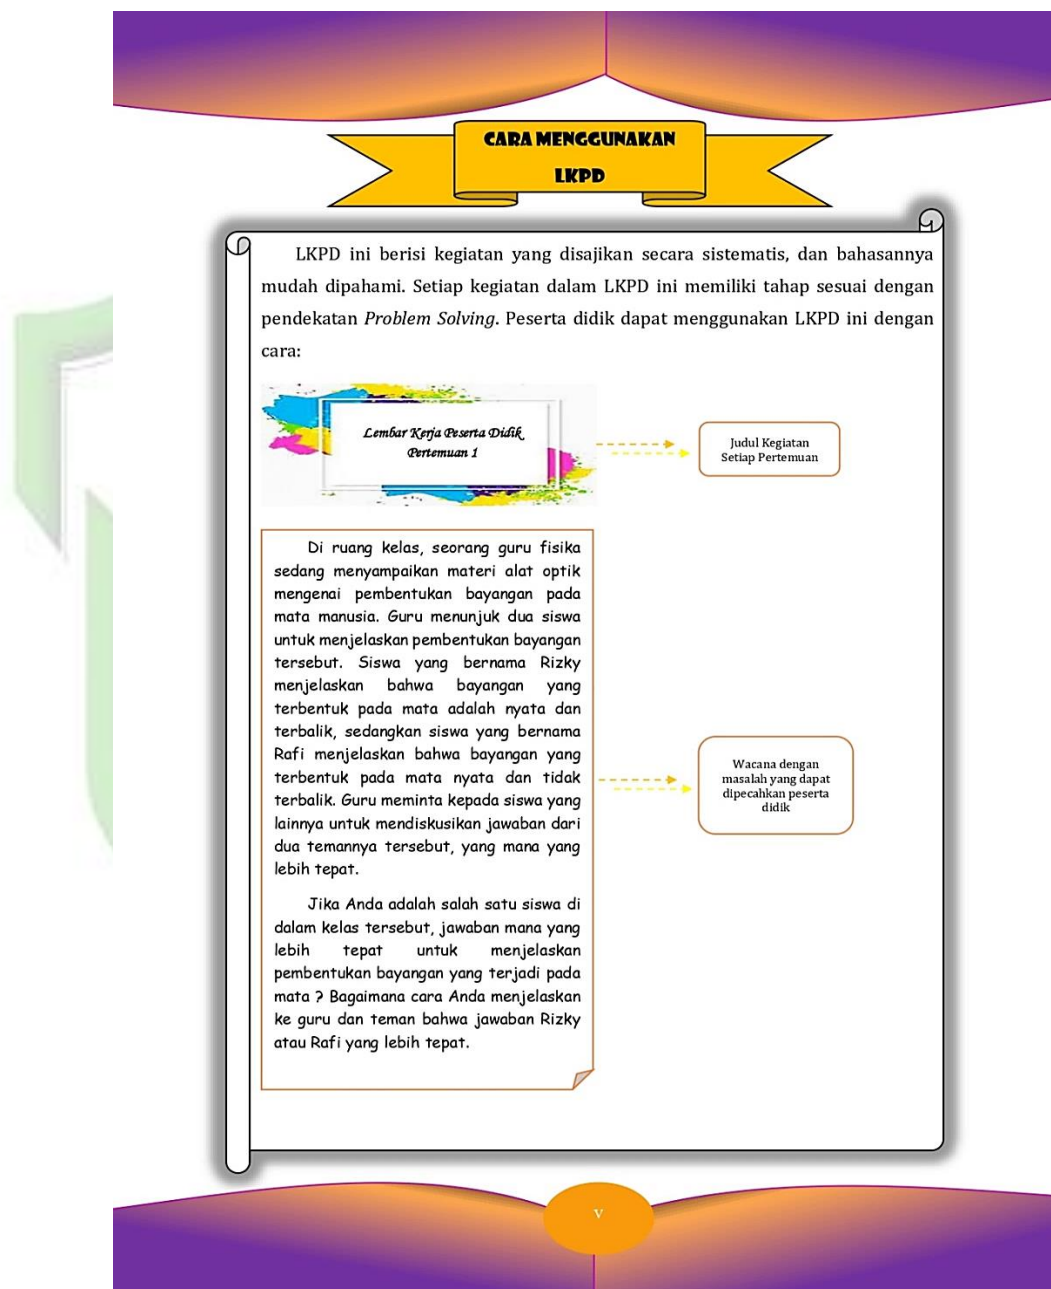 CARA MENGGUNAKAN
LKPD
LKPD ini berisi kegiatan yang disajikan secara sistematis, dan bahasannya
mudah dipahami. Setiap kegiatan dalam LKPD ini memiliki tahap sesuai dengan
pendekatan Problem Solving. Peserta didik dapat menggunakan LKPD ini dengan
cara:
Lembar Kerja Peserta Didik
Pertemuan 1
Judul Kegiatan
Setiap Pertemuan
Di ruang kelas, seorang guru fisika
sedang menyampaikan materi alat optik
mengenai pembentukan bayangan pada
mata manusia. Guru menunjuk dua siswa
untuk menjelaskan pembentukan bayangan
tersebut. Siswa yang bernama Rizky
menjelaskan bahwa bayangan yang
terbentuk pada mata adalah nyata dan
terbalik, sedangkan siswa yang bernama
Rafi menjelaskan bahwa bayangan yang
terbentuk pada mata nyata dan tidak
terbalik. Guru meminta kepada siswa yang
lainnya untuk mendiskusikan jawaban dari
dua temannya tersebut, yang mana yang
lebih tepat.
Jika Anda adalah salah satu siswa di
dalam kelas tersebut, jawaban mana yang
lebih tepat untuk menjelaskan
pembentukan bayangan yang terjadi pada
mata ? Bagaimana cara Anda menjelaskan
ke guru dan teman bahwa jawaban Rizky
atau Rafi yang lebih tepat.
Wacana dengan
masalah yang dapat
dipecahkan peserta
didik
v